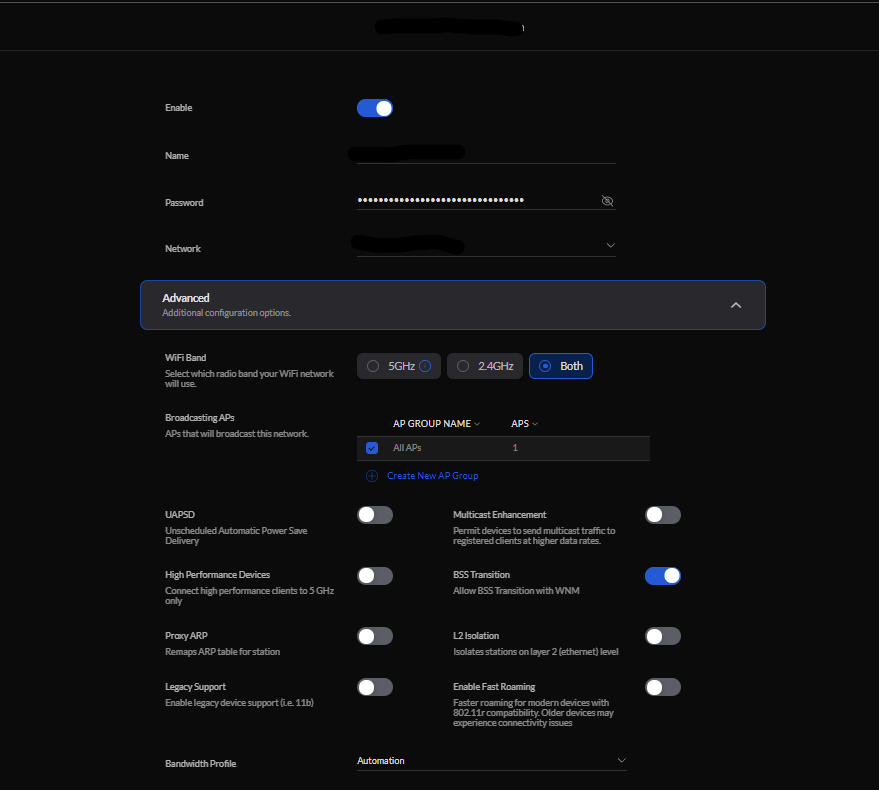 Enable
Name
Password
Network
Advanced
Additional configuration options.
WiFi Band
Select which radio band your WiFi network
will use.
5GHz
2.4GHz
Both
Broadcasting APs
APs that will broadcast this network.
AP GROUP NAME
APS
All APs
1
Create New AP Group
UAPSD
Unscheduled Automatic Power Save
Delivery
Multicast Enhancement
Permit devices to send multicast traffic to
registered clients at higher data rates.
High Performance Devices
Connect high performance clients to 5 GHz
only
BSS Transition
Allow BSS Transition with WNM
Proxy ARP
Remaps ARP table for station
L2 Isolation
Isolates stations on layer 2 (ethernet) level
Legacy Support
Enable legacy device support (i.e. 11b)
Enable Fast Roaming
Faster roaming for modern devices with
802.11r compatibility. Older devices may
experience connectivity issues
Bandwidth Profile
Automation